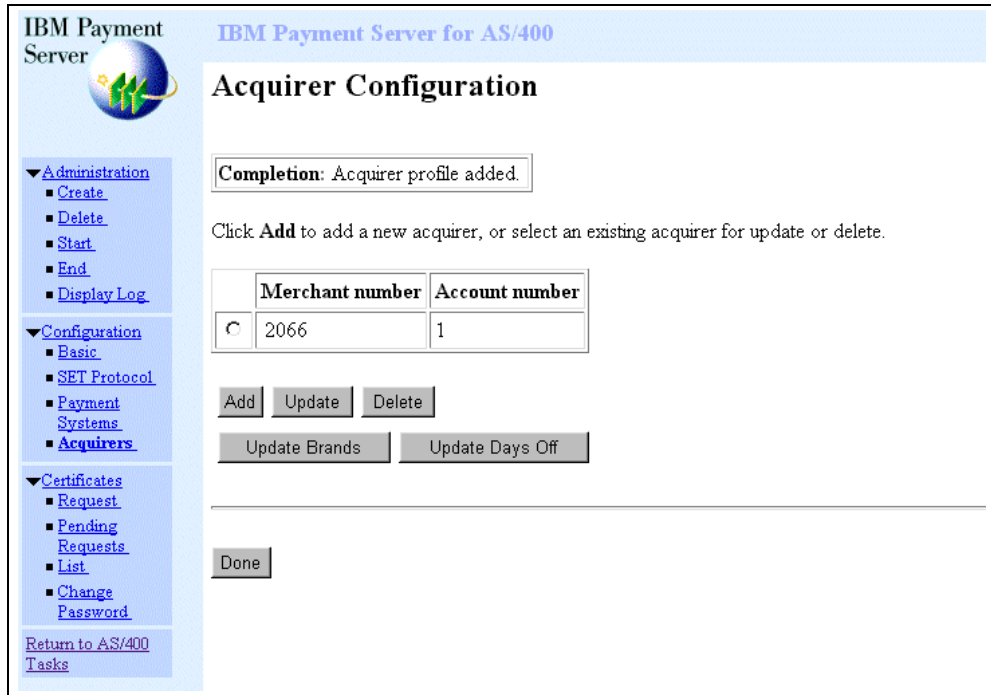 IBM Payment
Server
IBM Payment Server for AS/400
Acquirer Configuration
Completion: Acquirer profile added.
Click Add to add a new acquirer, or select an existing acquirer for update or delete.
Merchant number Account number
2066 1
Add Update Delete
Update Brands Update Days Off
Done
Administration
Create
Delete
Start
End
Display Log
Configuration
Basic
SET Protocol
Payment
Systems
Acquirers
Certificates
Request
Pending
Requests
List
Change
Password
Return to AS/400
Tasks